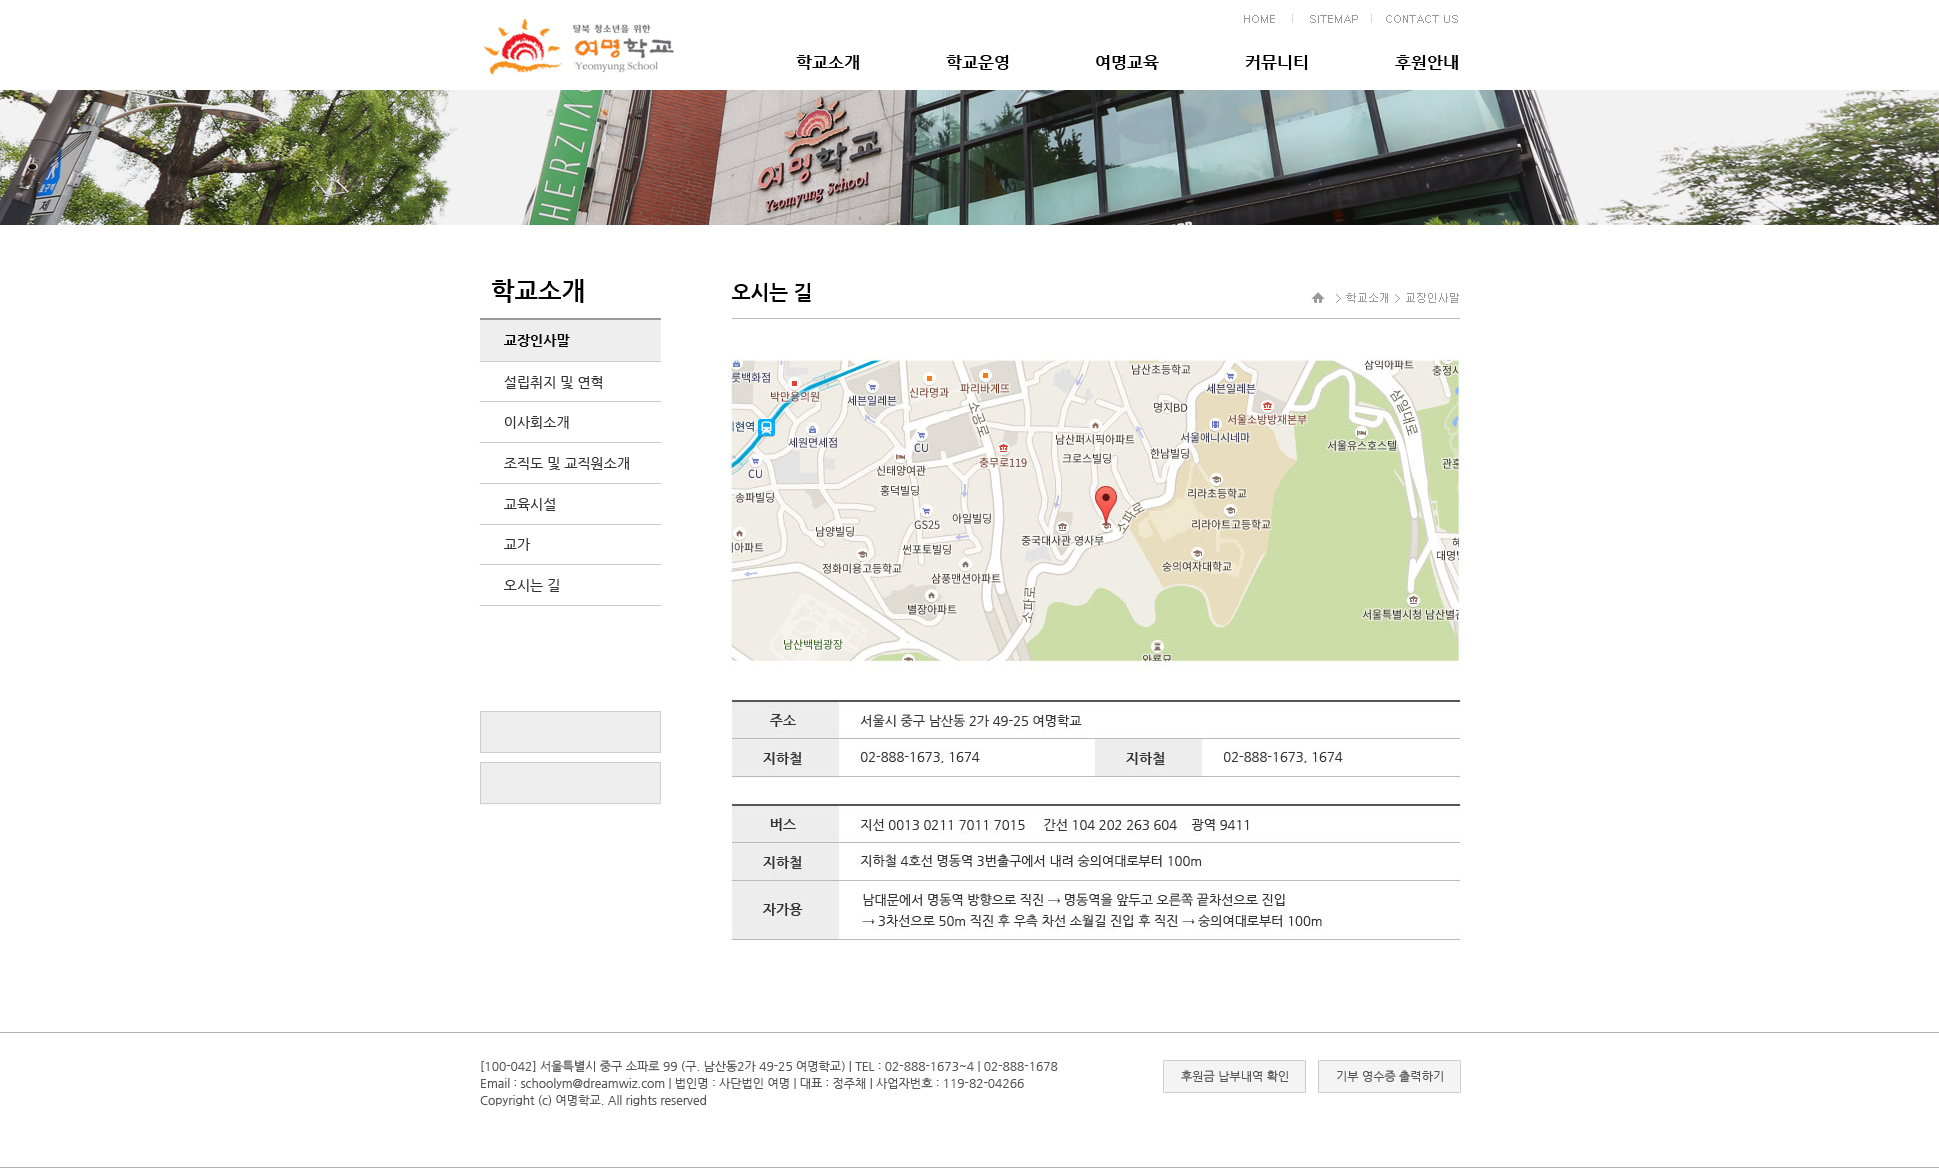 탈북 청소년을 위한
여명학교
Yeomyung School
HOME
SITEMAP
CONTACT US
학교소개
학교운영
여명교육
커뮤니티
후원안내
HERZIA
여명학교
Yeomyung School
학교소개
교장인사말
설립취지 및 연혁
이사회소개
조직도 및 교직원소개
교육시설
교가
오시는 길
오시는 길
> 학교소개 > 교장인사말
롯백화점
박만용의원
세븐일레븐
신라명과
파리바게뜨
남산초등학교
세븐일레븐
삼익아파트
충정사
명지BD
서울소방방재본부
소공로
삼일대로
회현역
세원면세점
CU
남산퍼시픽아파트
서울애니시네마
서울유스호스텔
CU
신태양여관
충무로119
크로스빌딩
한남빌딩
관훈
송파빌딩
홍덕빌딩
리라초등학교
남양빌딩
GS25
아일빌딩
소파로
리라아트고등학교
썬포토빌딩
중국대사관 영사부
정화미용고등학교
삼풍맨션아파트
숭의여자대학교
별장아파트
소파로
서울특별시청 남산별관
남산백범광장
와룡묘
주소
서울시 중구 남산동 2가 49-25 여명학교
지하철
02-888-1673, 1674
지하철
02-888-1673, 1674
버스
지선 0013 0211 7011 7015 간선 104 202 263 604 광역 9411
지하철
지하철 4호선 명동역 3번출구에서 내려 숭의여대로부터 100m
자가용
남대문에서 명동역 방향으로 직진 → 명동역을 앞두고 오른쪽 끝차선으로 진입
→ 3차선으로 50m 직진 후 우측 차선 소월길 진입 후 직진 → 숭의여대로부터 100m
[100-042] 서울특별시 중구 소파로 99 (구. 남산동2가 49-25 여명학교) | TEL : 02-888-1673~4 | 02-888-1678
Email : schoolym@dreamwiz.com | 법인명 : 사단법인 여명 | 대표 : 정주채 | 사업자번호 : 119-82-04266
Copyright (c) 여명학교. All rights reserved
후원금 납부내역 확인
기부 영수증 출력하기